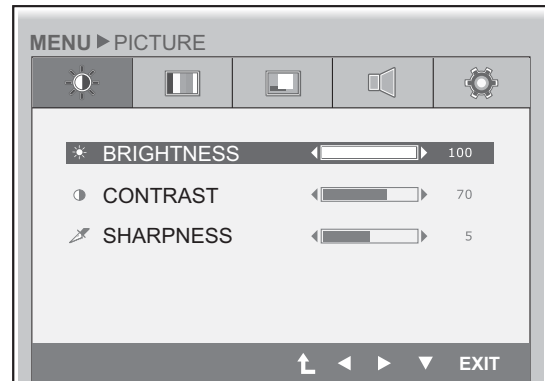 MENU ▶ PICTURE
BRIGHTNESS 100
CONTRAST 70
SHARPNESS 5
EXIT